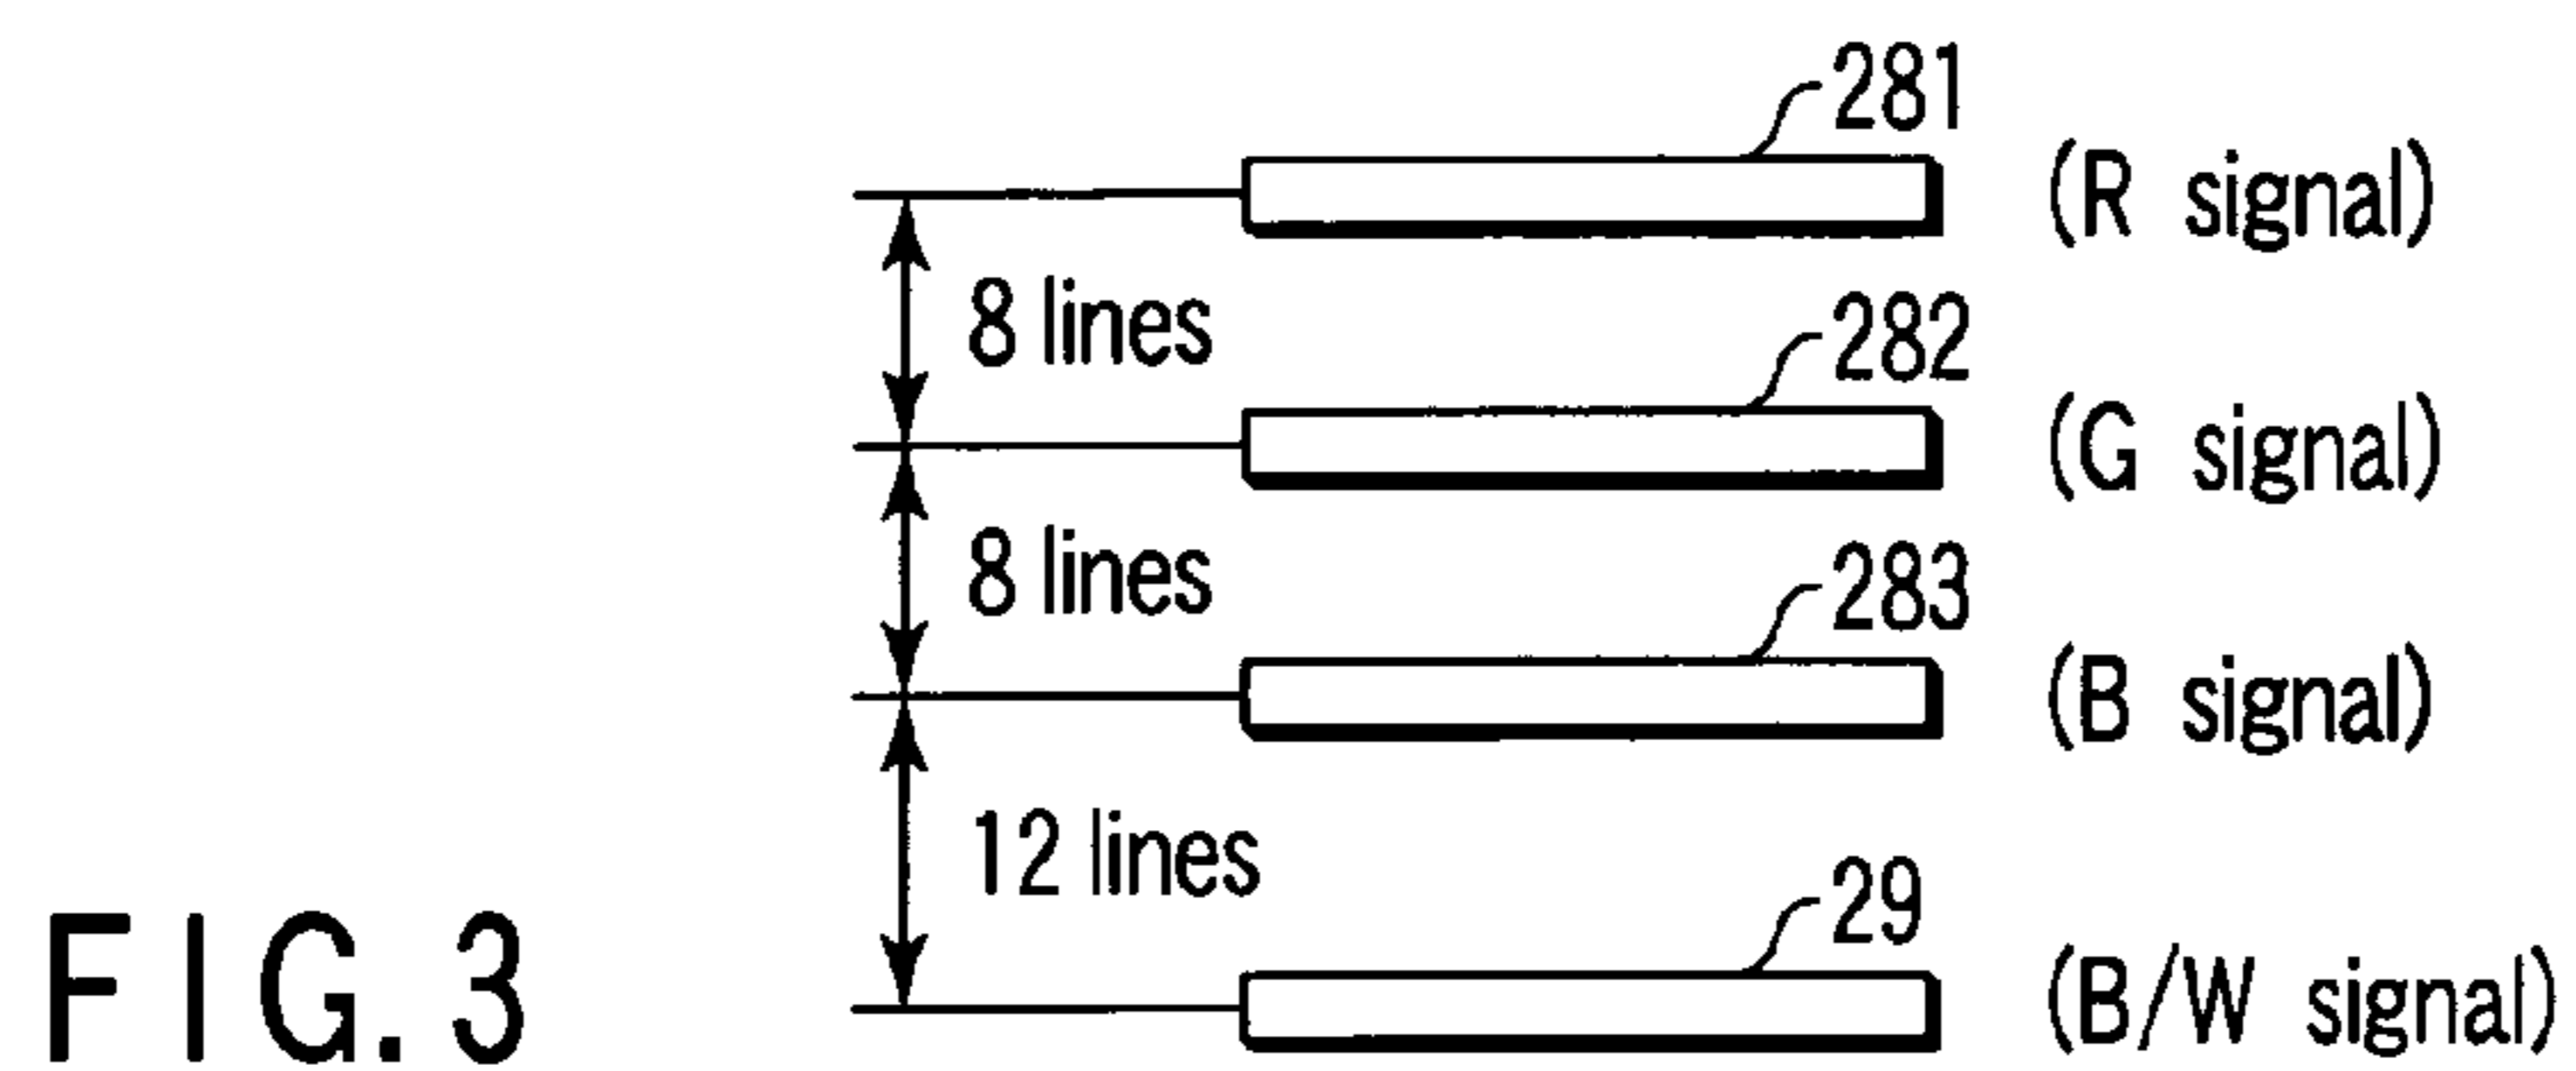 281
(R signal)
8 lines
282
(G signal)
8 lines
283
(B signal)
12 lines
29
(B/W signal)
FIG. 3